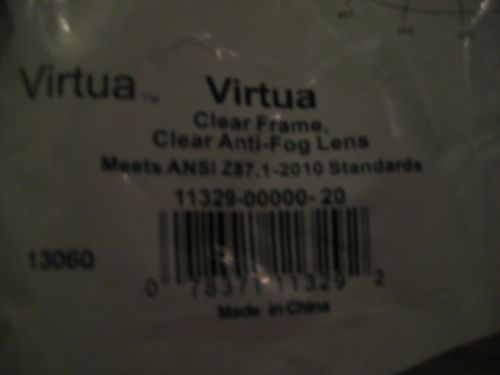 Virtua™ Virtua
Clear Frame,
Clear Anti-Fog Lens
Meets ANSI Z87.1-2010 Standards
11329-00000-20
13060
0 78371 11329 2
Made in China